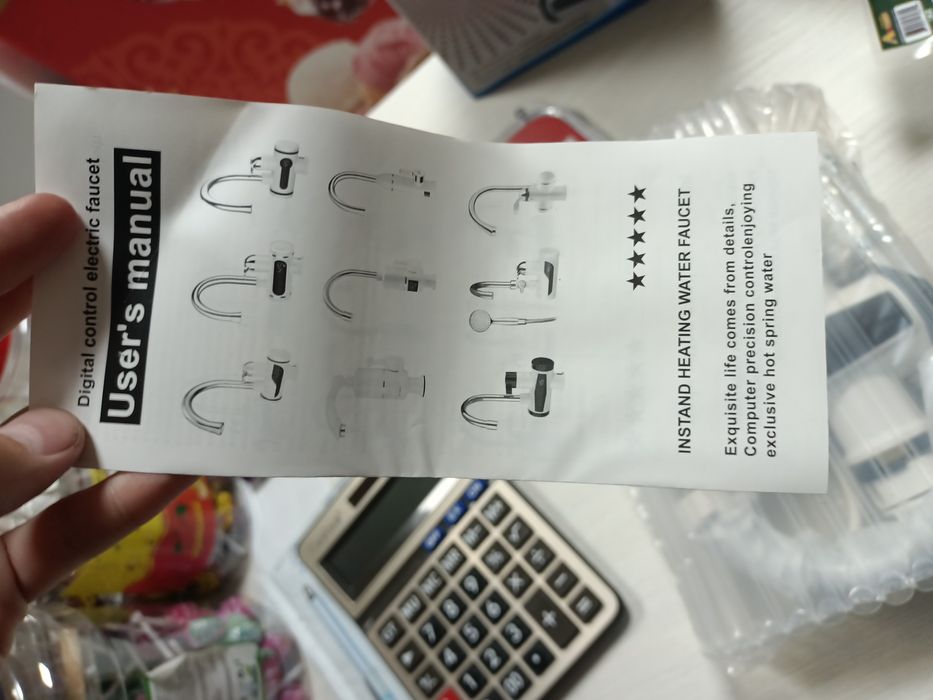 Digital control electric faucet
User's manual
★★★★★
INSTAND HEATING WATER FAUCET
Exquisite life comes from details,
Computer precision controlenjoying
exclusive hot spring water